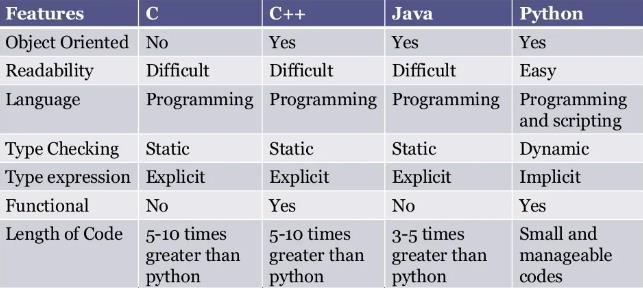 Features C C++ Java Python
Object Oriented No Yes Yes Yes
Readability Difficult Difficult Difficult Easy
Language Programming Programming Programming Programming
and scripting
Type Checking Static Static Static Dynamic
Type expression Explicit Explicit Explicit Implicit
Functional No Yes No Yes
Length of Code 5-10 times 5-10 times 3-5 times Small and
greater than greater than greater than manageable
python python python codes